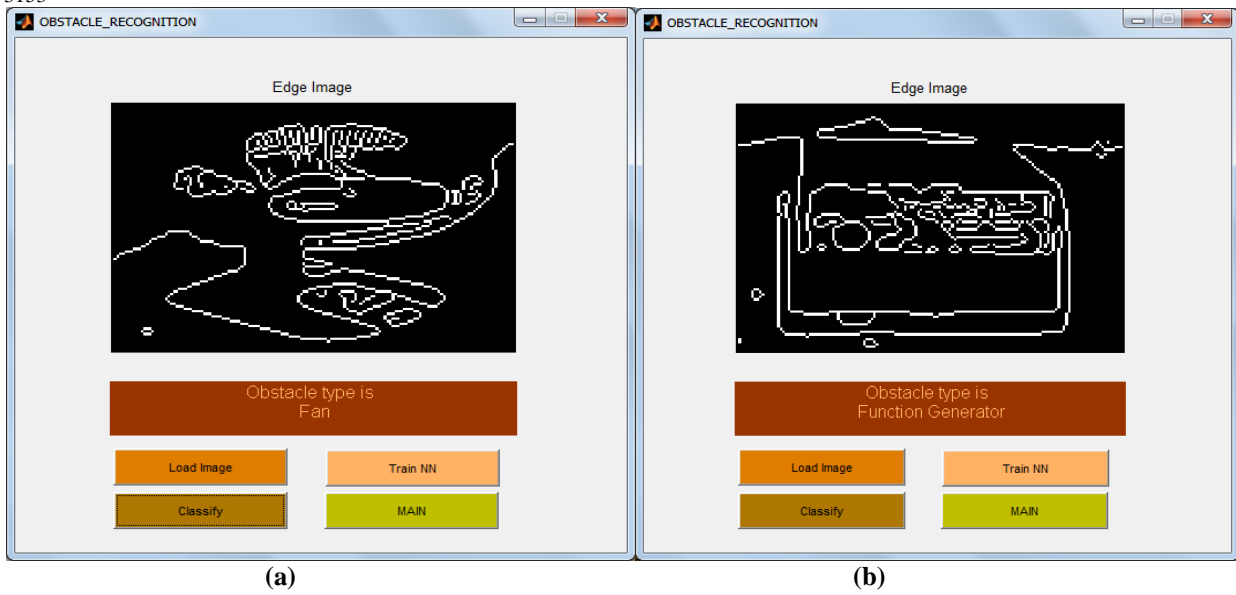 OBSTACLE_RECOGNITION
Edge Image
Obstacle type is
Fan
Load Image
Train NN
Classify
MAIN
(a)
OBSTACLE_RECOGNITION
Edge Image
Obstacle type is
Function Generator
Load Image
Train NN
Classify
MAIN
(b)